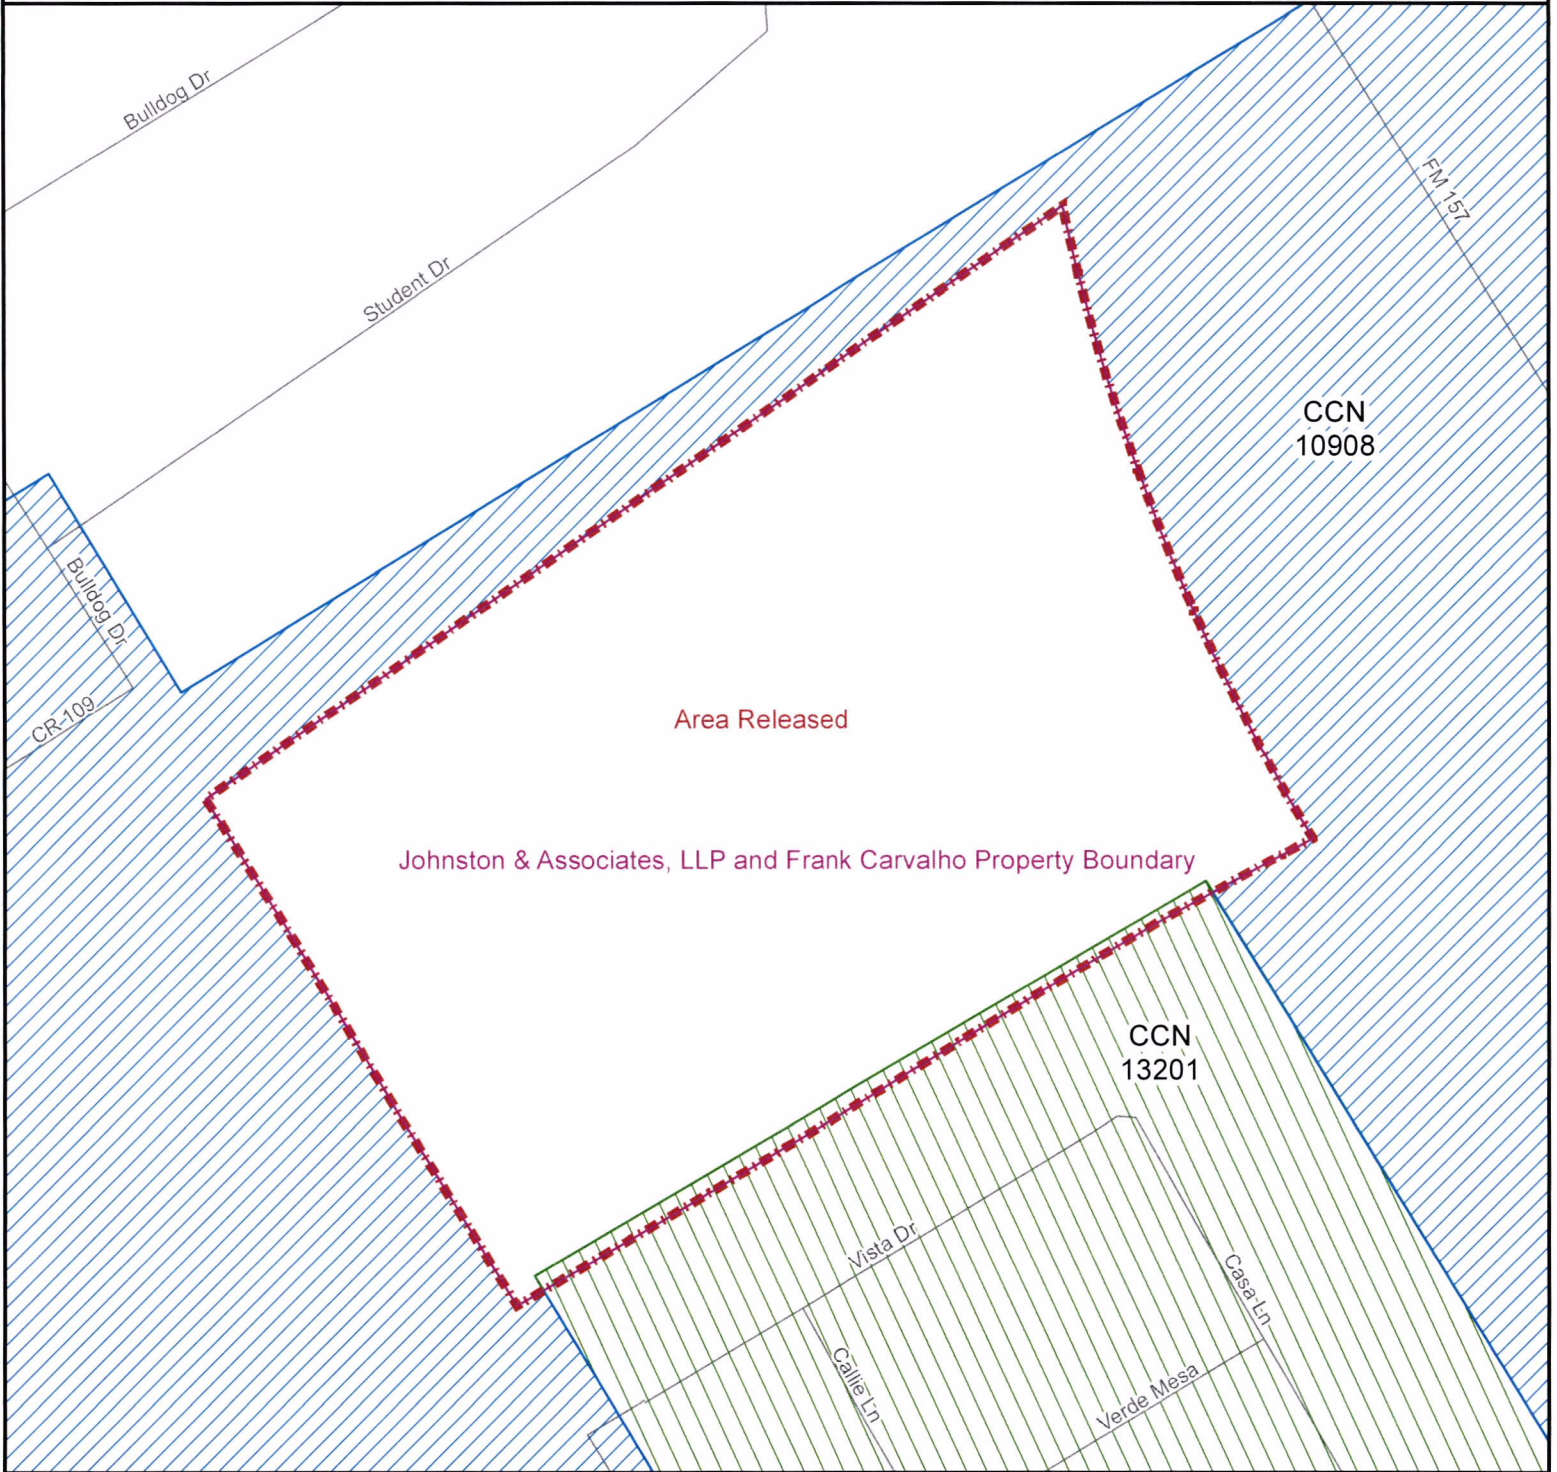 Bulldog Dr
FM 157
Student Dr
CCN
10908
Bulldog Dr
CR-109
Area Released
Johnston & Associates, LLP and Frank Carvalho Property Boundary
CCN
13201
Vista Dr
Casa Ln
Callie Ln
Verde Mesa